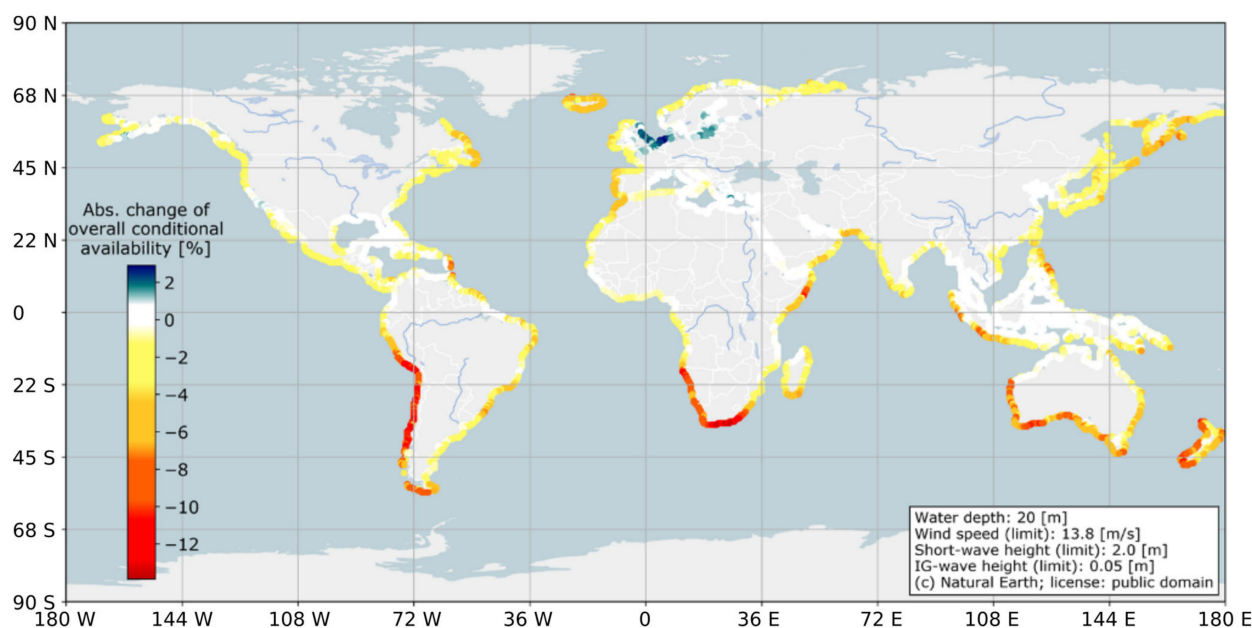 90 N
68 N
45 N
22 N
0
22 S
45 S
68 S
90 S
180 W
144 W
108 W
72 W
36 W
0
36 E
72 E
108 E
144 E
180 E
Abs. change of
overall conditional
availability [%]
2
0
−2
−4
−6
−8
−10
−12
Water depth: 20 [m]
Wind speed (limit): 13.8 [m/s]
Short-wave height (limit): 2.0 [m]
IG-wave height (limit): 0.05 [m]
(c) Natural Earth; license: public domain